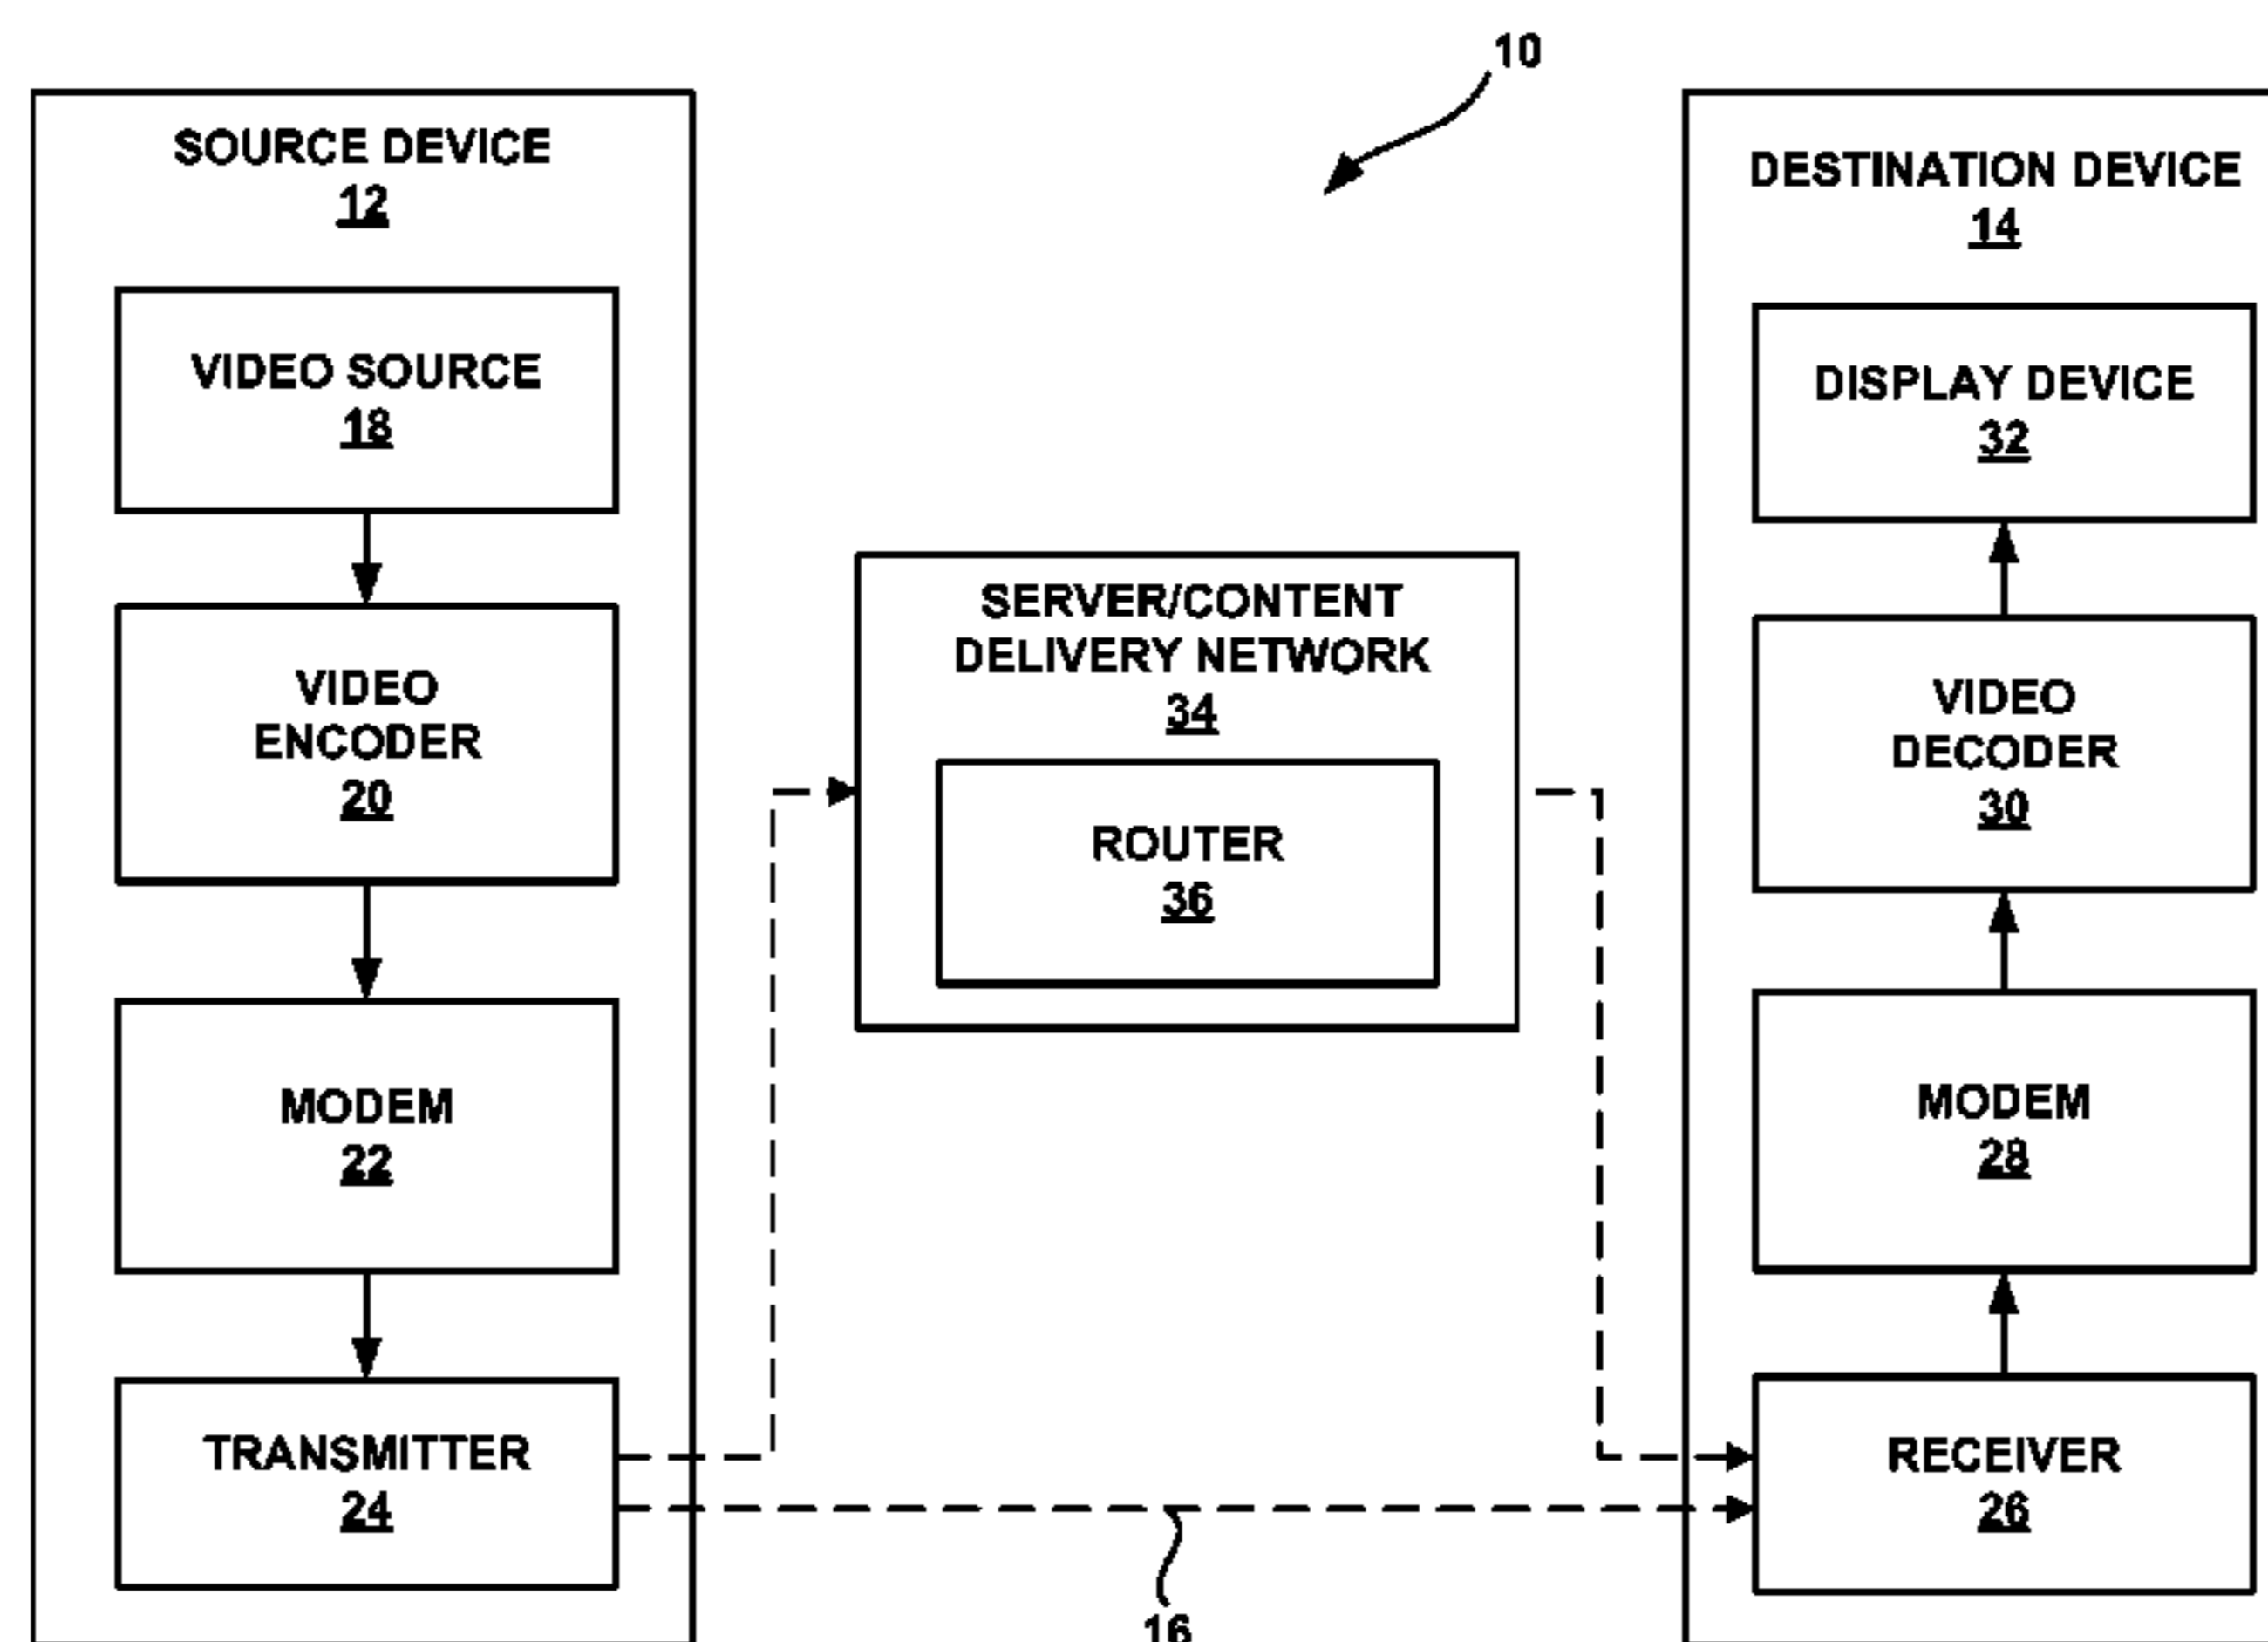 10
SOURCE DEVICE
12
VIDEO SOURCE
18
VIDEO
ENCODER
20
MODEM
22
TRANSMITTER
24
SERVER/CONTENT
DELIVERY NETWORK
34
ROUTER
36
16
DESTINATION DEVICE
14
DISPLAY DEVICE
32
VIDEO
DECODER
30
MODEM
28
RECEIVER
26